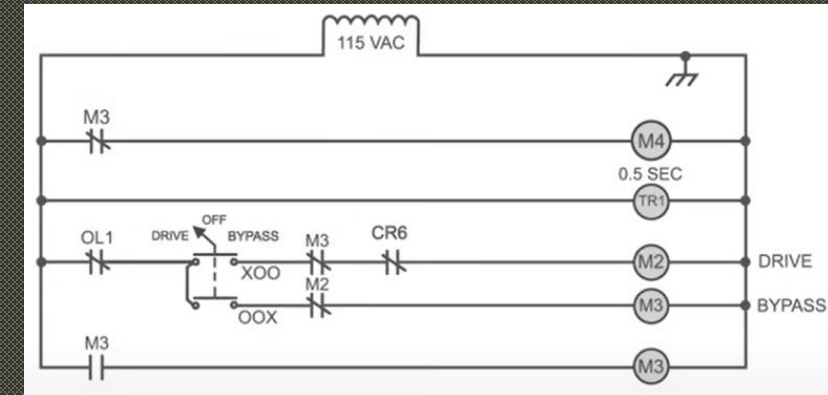 115 VAC
M3
M4
0.5 SEC
TR1
OL1
DRIVE
OFF
BYPASS
XOO
M3
CR6
M2
DRIVE
OOX
M2
M3
BYPASS
M3
M3